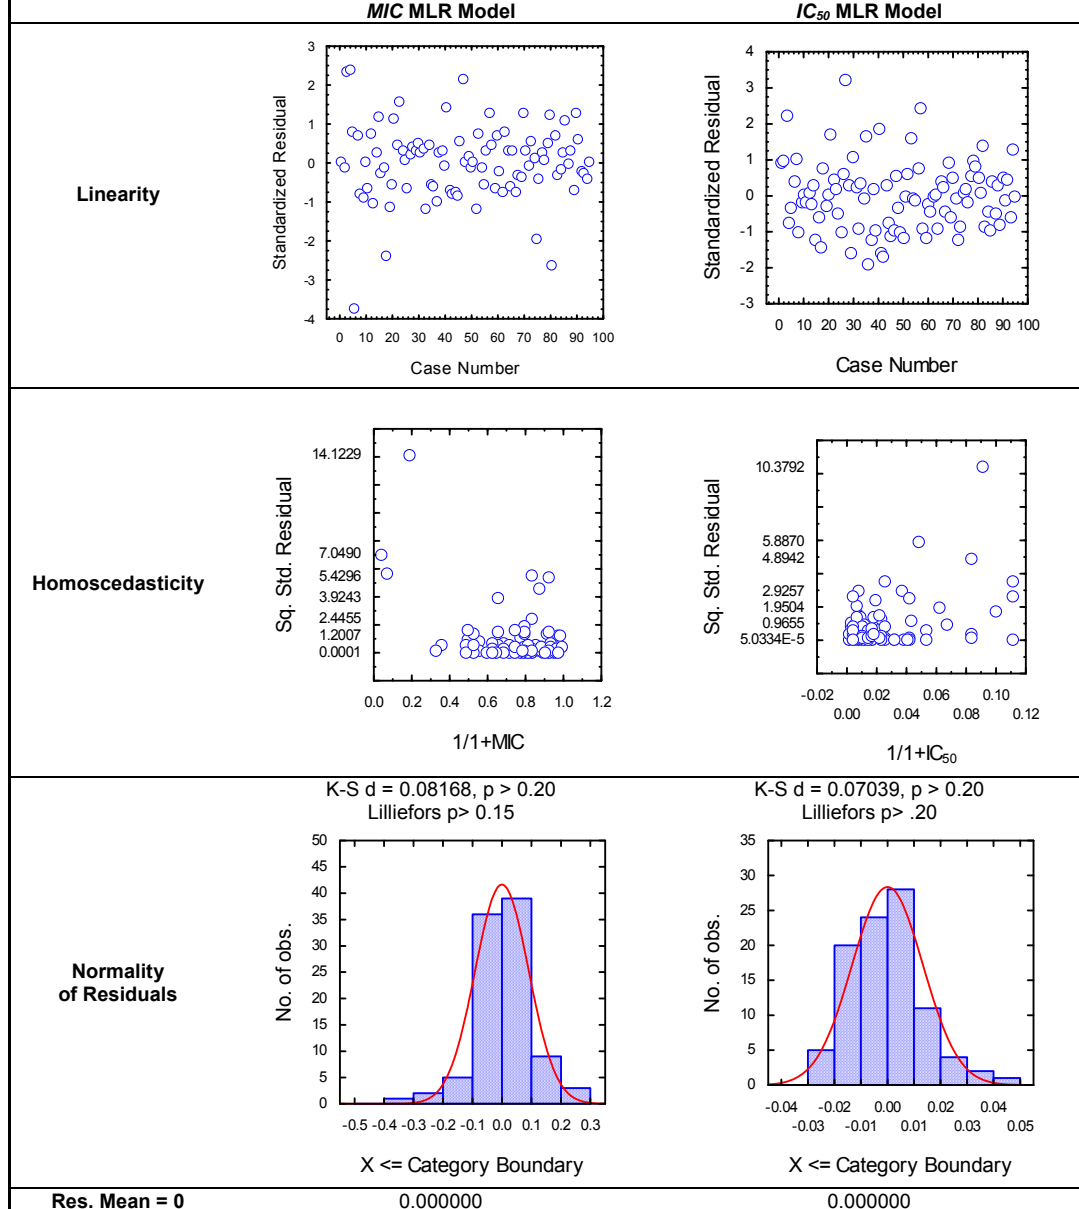 MIC MLR Model
IC50 MLR Model
Linearity
Standardized Residual
3
2
1
0
-1
-2
-3
-4
0 10 20 30 40 50 60 70 80 90 100
Case Number
Standardized Residual
4
3
2
1
0
-1
-2
-3
0 10 20 30 40 50 60 70 80 90 100
Case Number
Homoscedasticity
Sq. Std. Residual
14.1229
7.0490
5.4296
3.9243
2.4455
1.2007
0.0001
0.0 0.2 0.4 0.6 0.8 1.0 1.2
1/1+MIC
Sq. Std. Residual
10.3792
5.8870
4.8942
2.9257
1.9504
0.9655
5.0334E-5
-0.02 0.02 0.06 0.10
0.00 0.04 0.08 0.12
1/1+IC50
Normality
of Residuals
K-S d = 0.08168, p > 0.20
Lilliefors p> 0.15
No. of obs.
50
45
40
35
30
25
20
15
10
5
0
-0.5 -0.4 -0.3 -0.2 -0.1 0.0 0.1 0.2 0.3
X <= Category Boundary
K-S d = 0.07039, p > 0.20
Lilliefors p> .20
No. of obs.
35
30
25
20
15
10
5
0
-0.04 -0.02 0.00 0.02 0.04
-0.03 -0.01 0.01 0.03 0.05
X <= Category Boundary
Res. Mean = 0
0.000000
0.000000